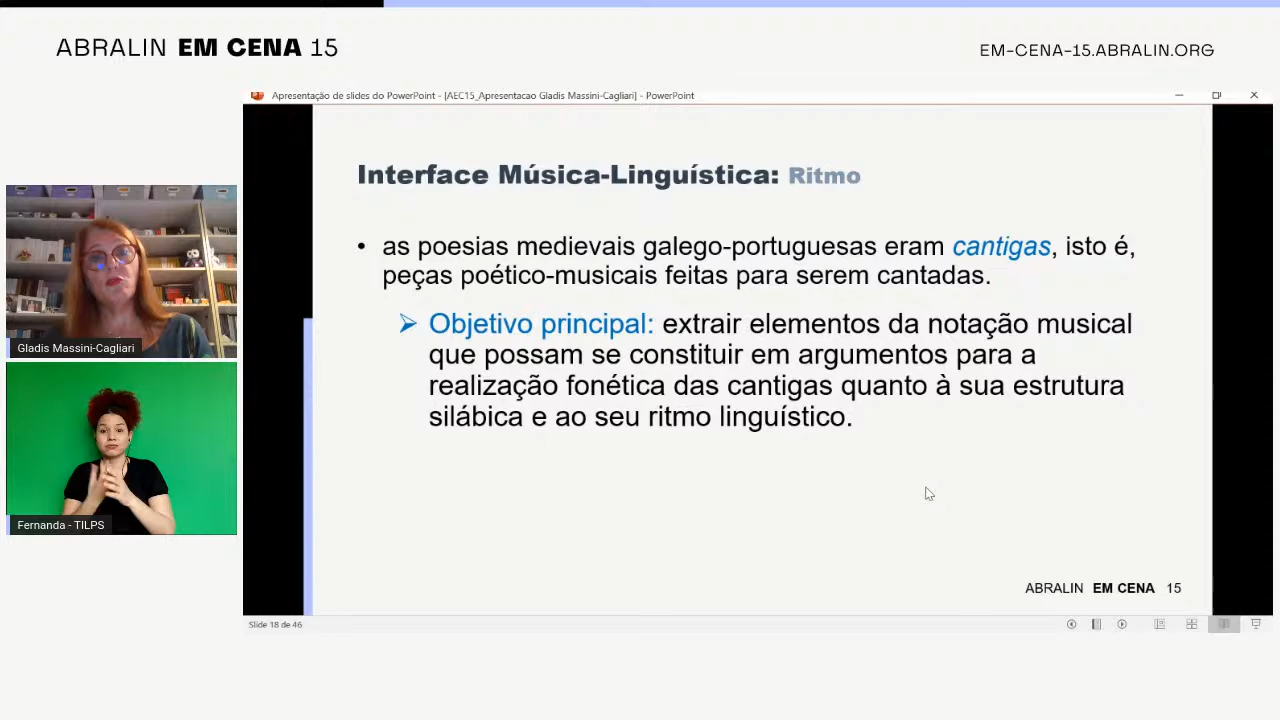 ABRALIN EM CENA 15
EM-CENA-15.ABRALIN.ORG
Apresentação de slides do PowerPoint - [AEC15_Apresentacao Gladis Massini-Cagliari] - PowerPoint
Interface Música-Linguística: Ritmo
• as poesias medievais galego-portuguesas eram cantigas, isto é,
peças poético-musicais feitas para serem cantadas.
➢ Objetivo principal: extrair elementos da notação musical
que possam se constituir em argumentos para a
realização fonética das cantigas quanto à sua estrutura
silábica e ao seu ritmo linguístico.
Gladis Massini-Cagliari
Fernanda - TILPS
ABRALIN EM CENA 15
Slide 18 de 46